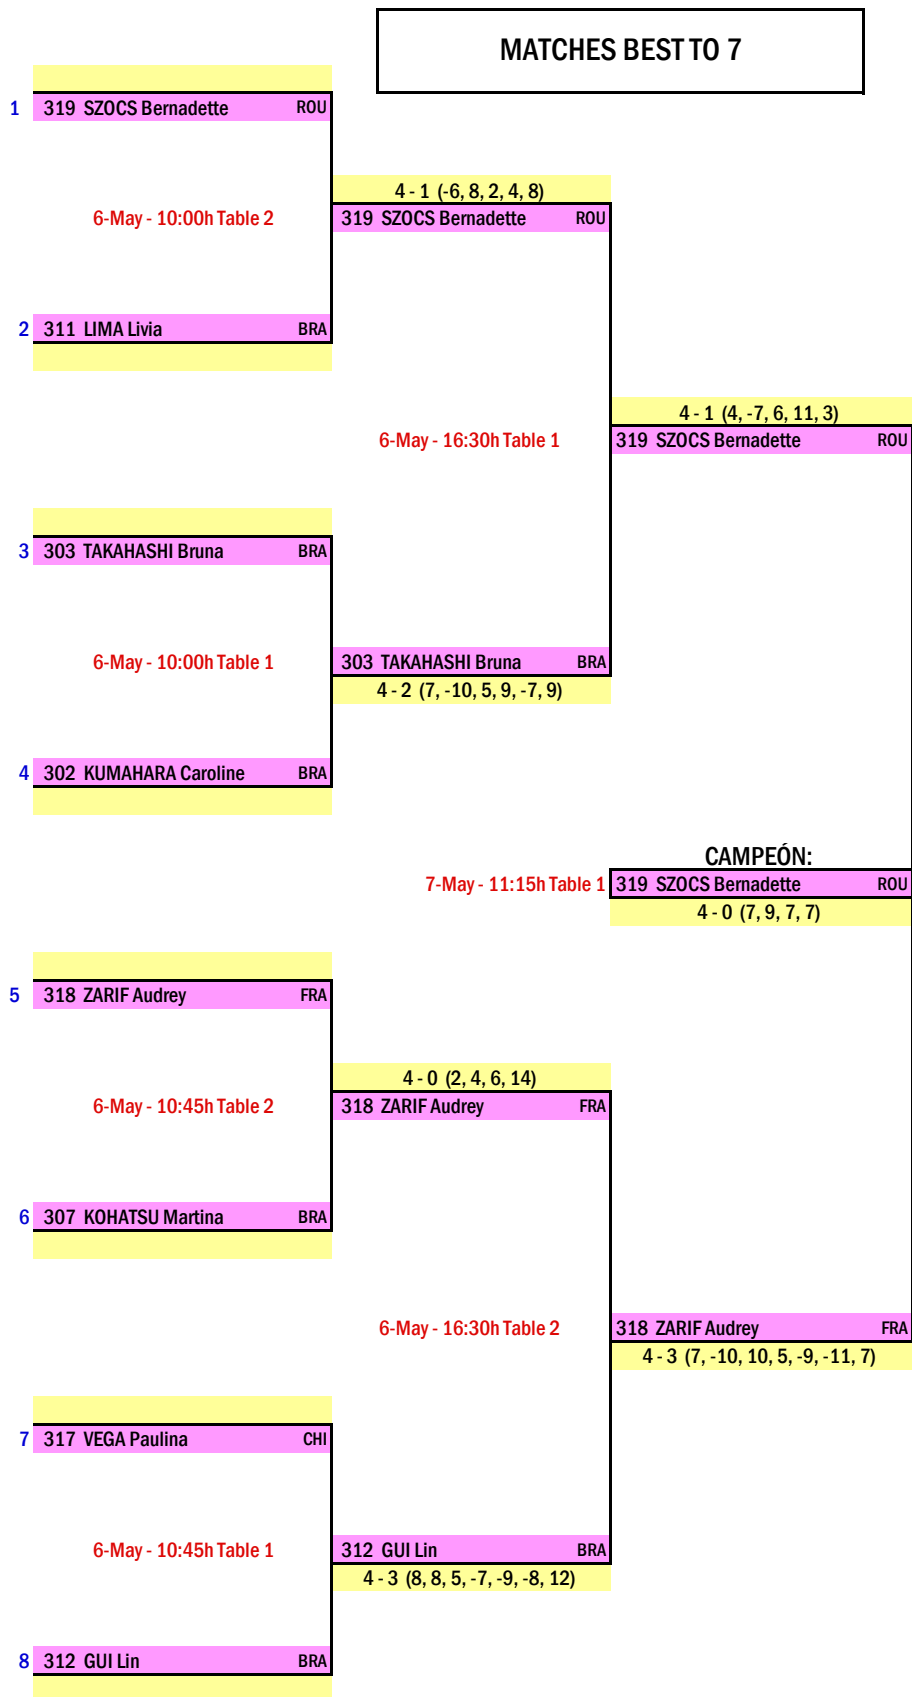 MATCHES BEST TO 7
1 319 SZOCS Bernadette ROU
4 - 1 (-6, 8, 2, 4, 8)
6-May - 10:00h Table 2
319 SZOCS Bernadette ROU
2 311 LIMA Livia BRA
4 - 1 (4, -7, 6, 11, 3)
6-May - 16:30h Table 1
319 SZOCS Bernadette ROU
3 303 TAKAHASHI Bruna BRA
6-May - 10:00h Table 1
303 TAKAHASHI Bruna BRA
4 - 2 (7, -10, 5, 9, -7, 9)
4 302 KUMAHARA Caroline BRA
CAMPEÓN:
7-May - 11:15h Table 1
319 SZOCS Bernadette ROU
4 - 0 (7, 9, 7, 7)
5 318 ZARIF Audrey FRA
4 - 0 (2, 4, 6, 14)
6-May - 10:45h Table 2
318 ZARIF Audrey FRA
6 307 KOHATSU Martina BRA
6-May - 16:30h Table 2
318 ZARIF Audrey FRA
4 - 3 (7, -10, 10, 5, -9, -11, 7)
7 317 VEGA Paulina CHI
6-May - 10:45h Table 1
312 GUI Lin BRA
4 - 3 (8, 8, 5, -7, -9, -8, 12)
8 312 GUI Lin BRA